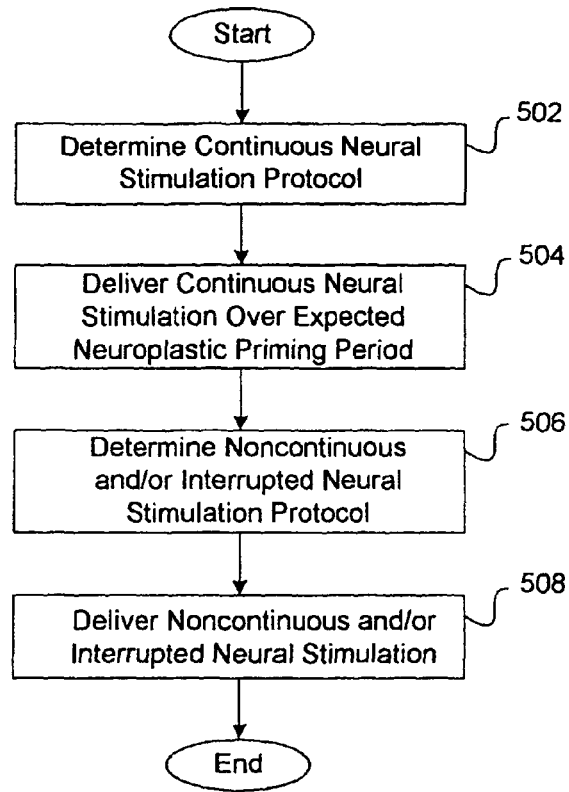 Start
502
Determine Continuous Neural
Stimulation Protocol
504
Deliver Continuous Neural
Stimulation Over Expected
Neuroplastic Priming Period
506
Determine Noncontinuous
and/or Interrupted Neural
Stimulation Protocol
508
Deliver Noncontinuous and/or
Interrupted Neural Stimulation
End